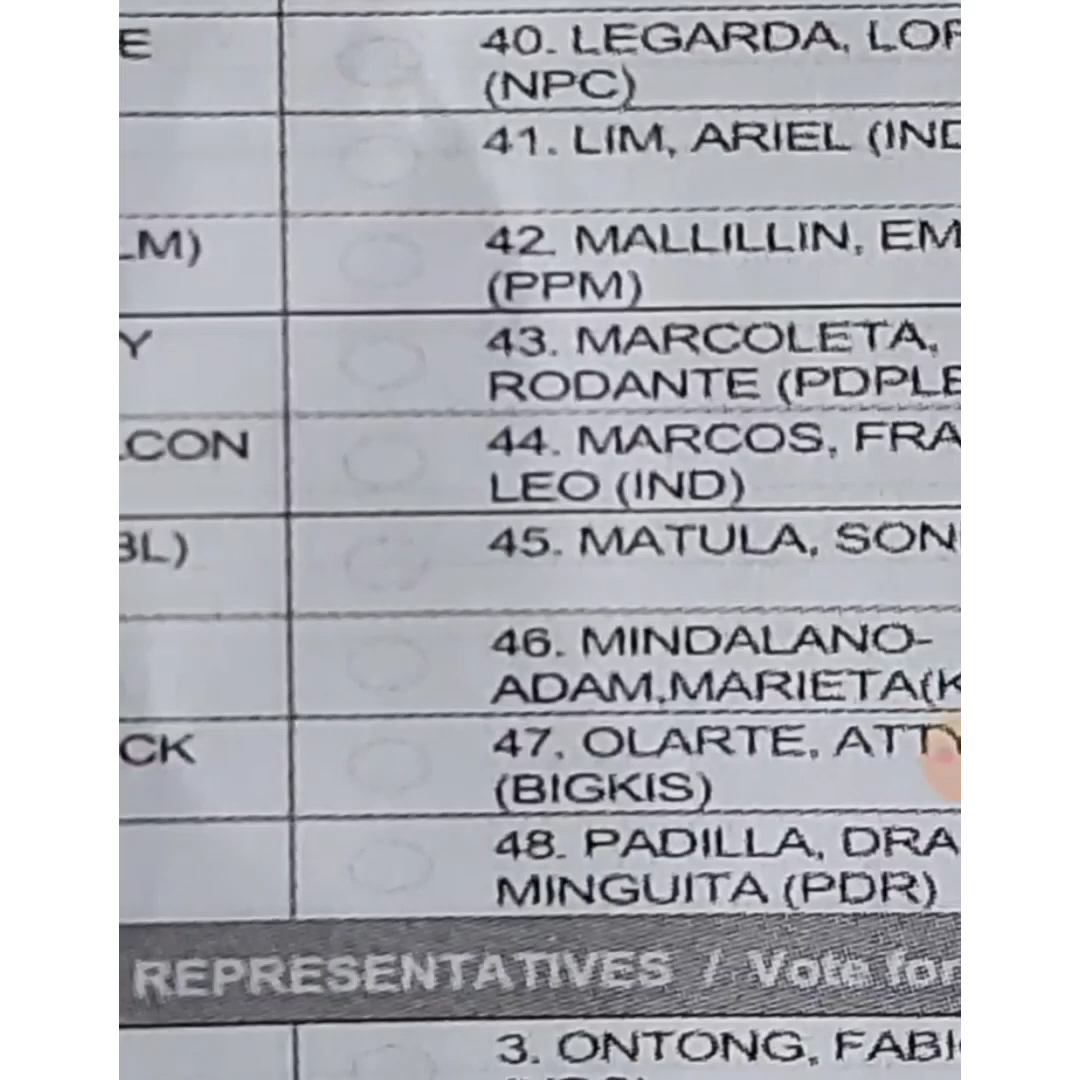 E
40. LEGARDA, LOR
(NPC)
41. LIM, ARIEL (IND
LM)
42. MALLILLIN, EM
(PPM)
Y
43. MARCOLETA,
RODANTE (PDPLB
.CON
44. MARCOS, FRA
LEO (IND)
BL)
45. MATULA, SON
46. MINDALANO-
ADAM,MARIETA(K
CK
47. OLARTE, ATTY
(BIGKIS)
48. PADILLA, DRA
MINGUITA (PDR)
REPRESENTATIVES / Vote for
3. ONTONG, FABI